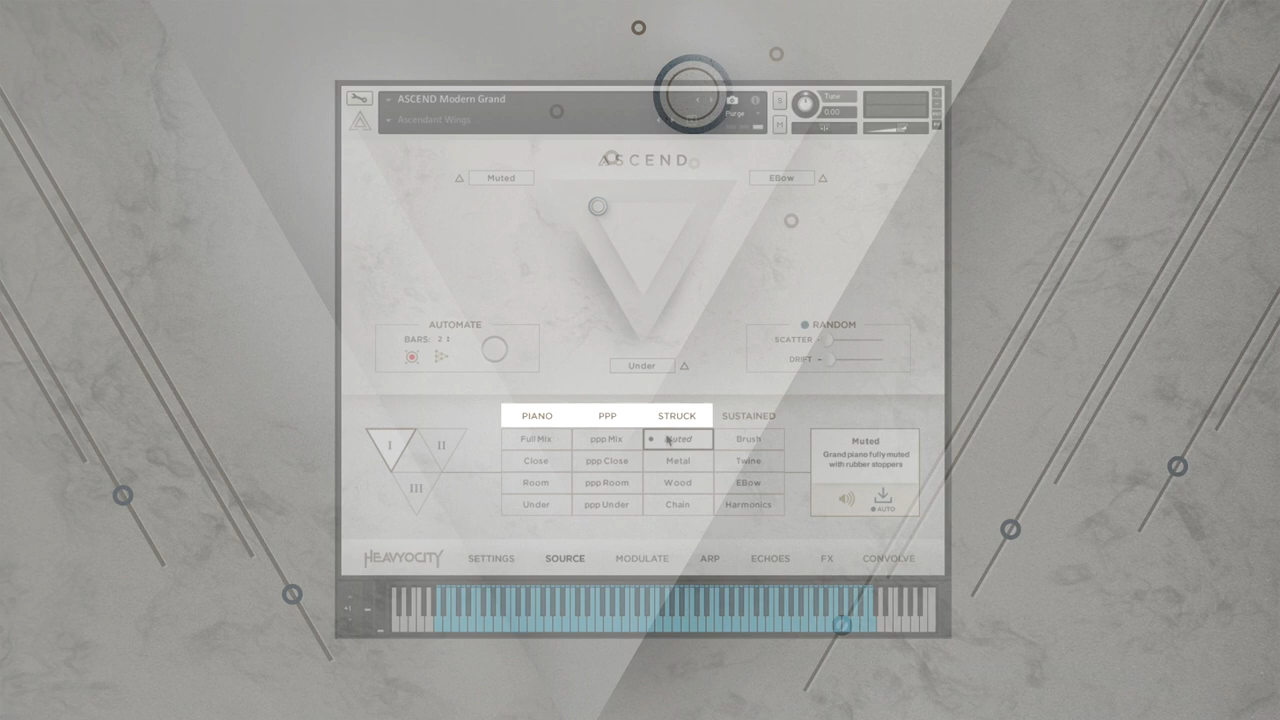 ASCEND Modern Grand
Ascendant Wings
Purge
S
M
Tune
0.00
ASCEND
Muted
EBow
AUTOMATE
BARS: 2
RANDOM
SCATTER
DRIFT
Under
I
II
III
PIANO PPP STRUCK SUSTAINED
Full Mix ppp Mix Muted Brush
Close ppp Close Metal Twine
Room ppp Room Wood EBow
Under ppp Under Chain Harmonics
Muted
Grand piano fully muted
with rubber stoppers
AUTO
HEAVYOCITY SETTINGS SOURCE MODULATE ARP ECHOES FX CONVOLVE